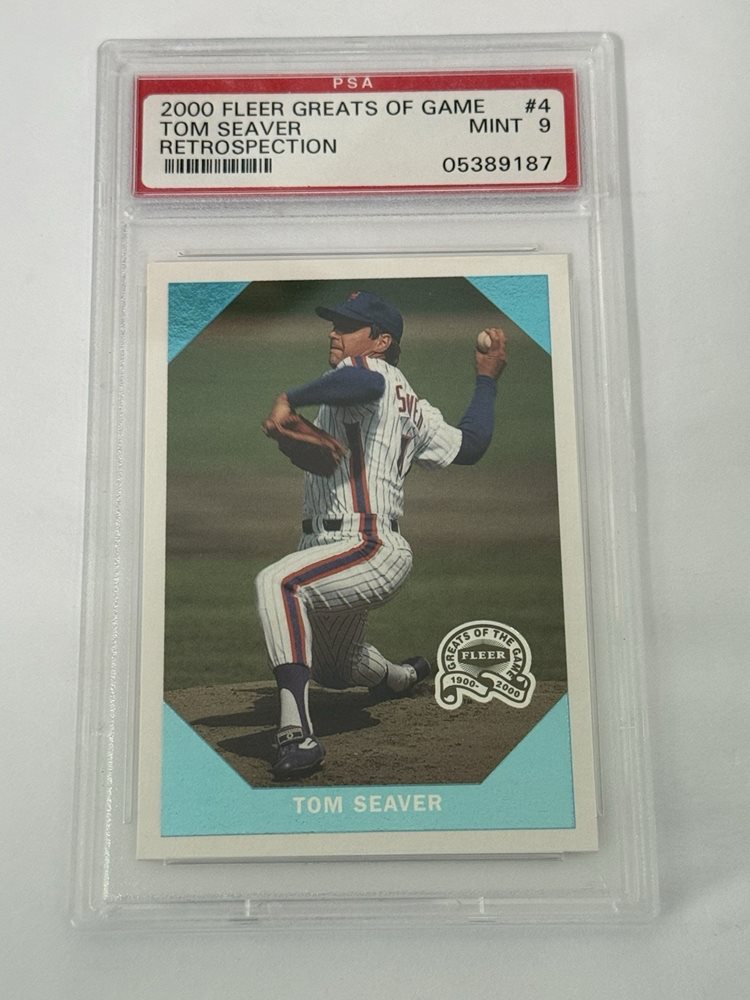 PSA
2000 FLEER GREATS OF GAME #4
TOM SEAVER MINT 9
RETROSPECTION
05389187
GREATS OF THE GAME
FLEER
1900-2000
TOM SEAVER